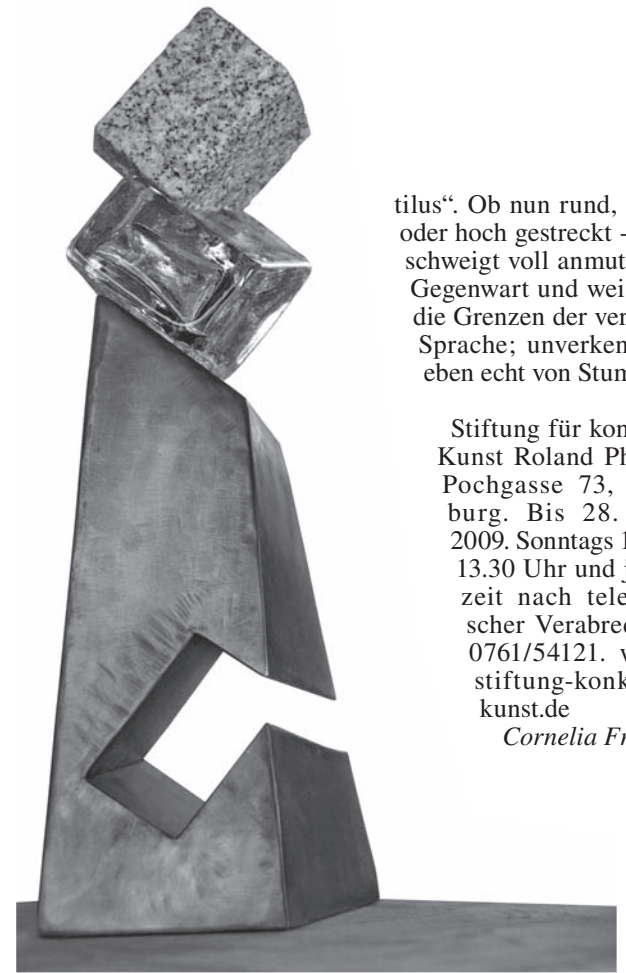 tilus“. Ob nun rund,
oder hoch gestreckt -
schweigt voll anmut
Gegenwart und wei
die Grenzen der ver
Sprache; unverken
eben echt von Stum
Stiftung für kon
Kunst Roland Ph
Pochgasse 73,
burg. Bis 28.
2009. Sonntags 1
13.30 Uhr und j
zeit nach tele
scher Verabred
0761/54121. w
stiftung-konk
kunst.de
Cornelia Fr